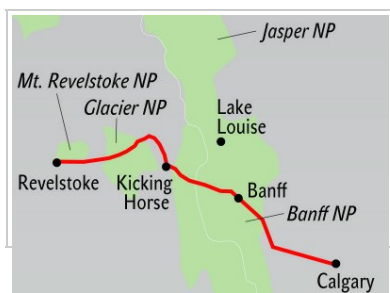 Jasper NP
Mt. Revelstoke NP
Glacier NP
Lake
Louise
Revelstoke
Kicking
Horse
Banff
Banff NP
Calgary